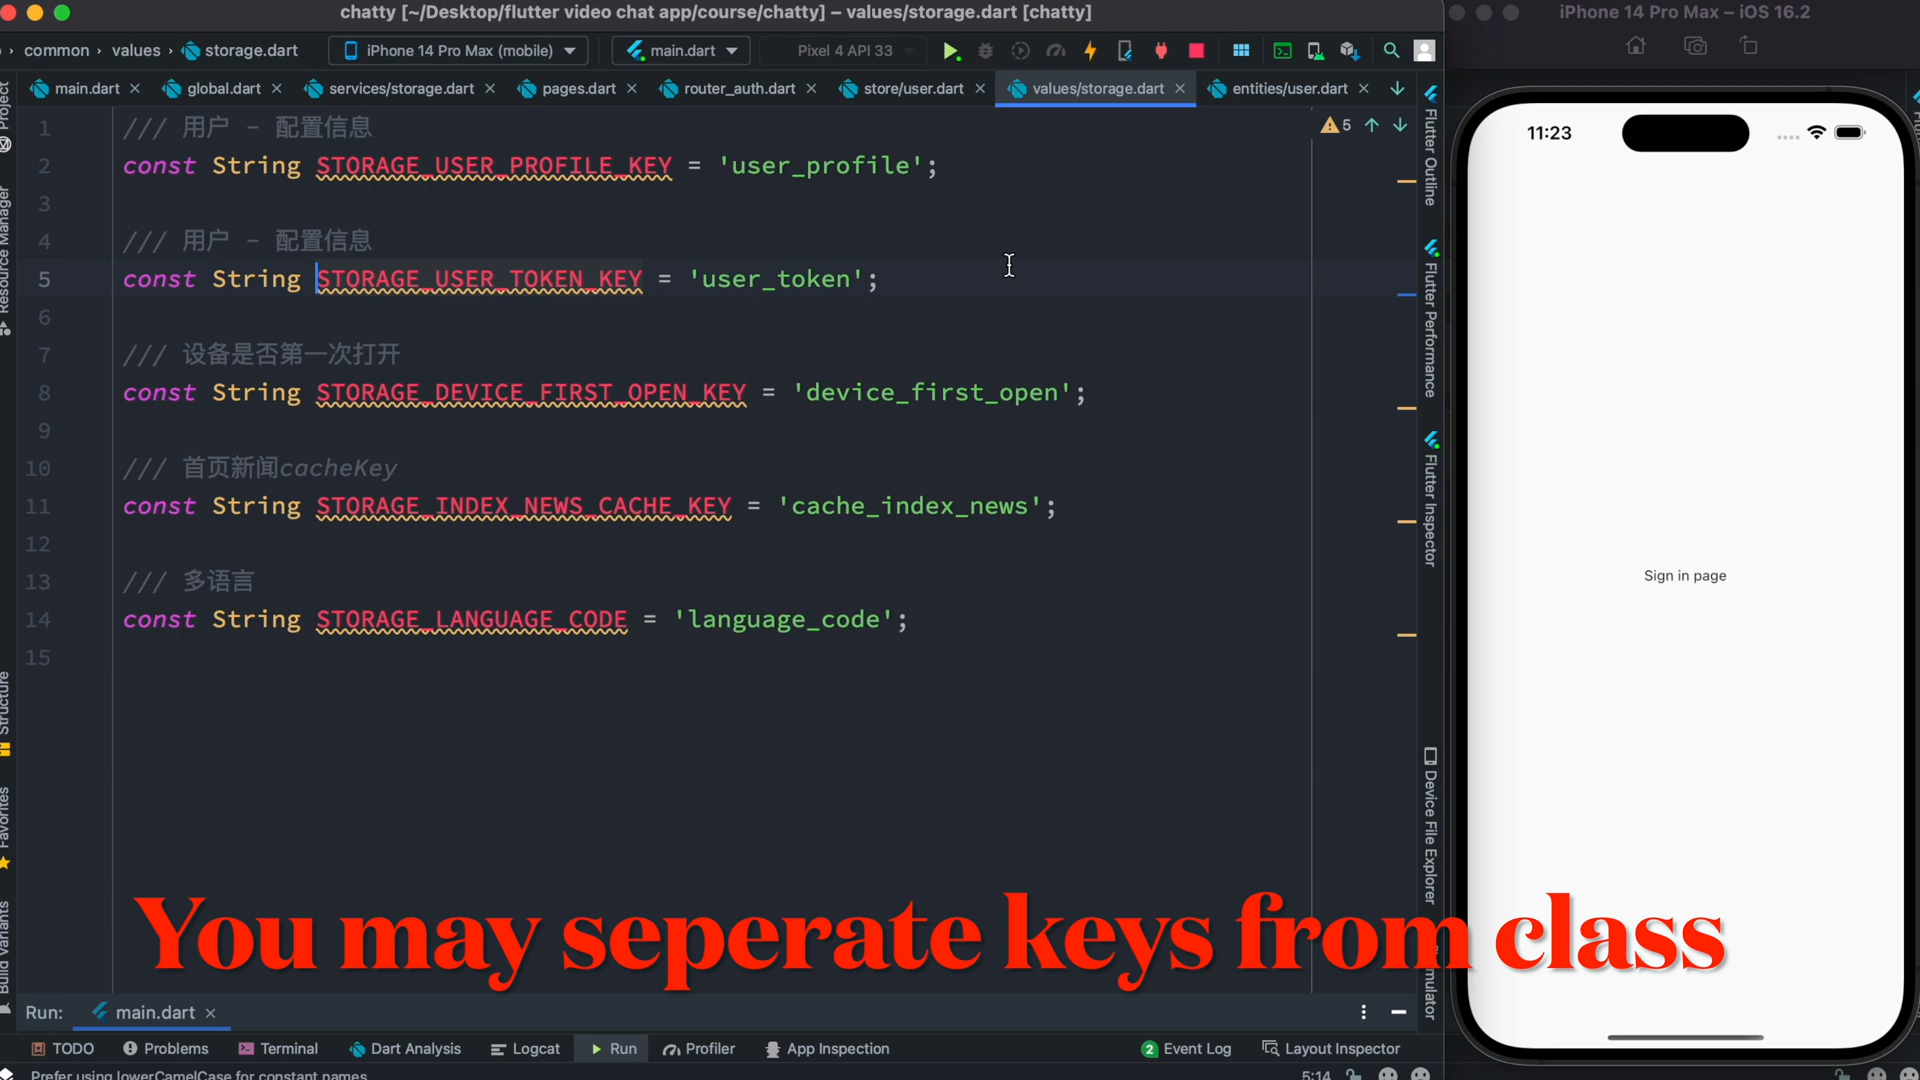 chatty [~/Desktop/flutter video chat app/course/chatty] – values/storage.dart [chatty]
iPhone 14 Pro Max – iOS 16.2
common › values › storage.dart
iPhone 14 Pro Max (mobile)
main.dart
Pixel 4 API 33
main.dart
global.dart
services/storage.dart
pages.dart
router_auth.dart
store/user.dart
values/storage.dart
entities/user.dart
5
1 /// 用户 - 配置信息
2 const String STORAGE_USER_PROFILE_KEY = 'user_profile';
3
4 /// 用户 - 配置信息
5 const String STORAGE_USER_TOKEN_KEY = 'user_token';
6
7 /// 设备是否第一次打开
8 const String STORAGE_DEVICE_FIRST_OPEN_KEY = 'device_first_open';
9
10 /// 首页新闻cacheKey
11 const String STORAGE_INDEX_NEWS_CACHE_KEY = 'cache_index_news';
12
13 /// 多语言
14 const String STORAGE_LANGUAGE_CODE = 'language_code';
15
Project
Resource Manager
Structure
Favorites
Build Variants
Flutter Outline
Flutter Performance
Flutter Inspector
Device File Explorer
11:23
Sign in page
You may seperate keys from class
Run: main.dart
TODO
Problems
Terminal
Dart Analysis
Logcat
Run
Profiler
App Inspection
2 Event Log
Layout Inspector
Prefer using lowerCamelCase for constant names
5:14